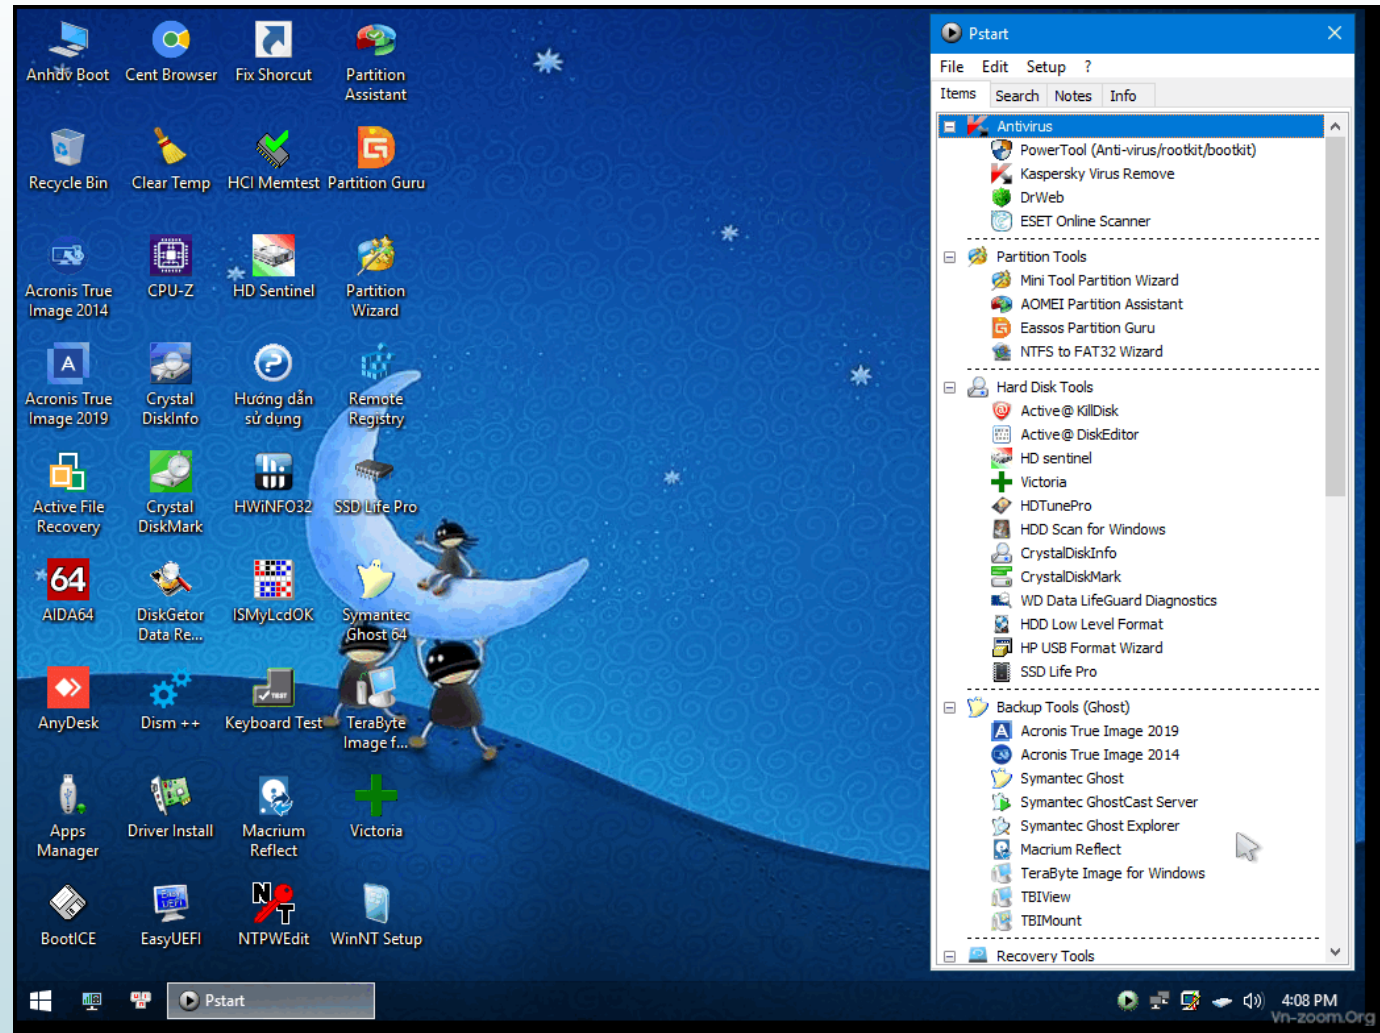 Anhdv Boot
Cent Browser
Fix Shorcut
Partition
Assistant
Recycle Bin
Clear Temp
HCI Memtest
Partition Guru
Acronis True
Image 2014
CPU-Z
HD Sentinel
Partition
Wizard
A
Acronis True
Image 2019
Crystal
DiskInfo
Hướng dẫn
sử dụng
Remote
Registry
Active File
Recovery
Crystal
DiskMark
HWiNFO32
SSD Life Pro
64
AIDA64
DiskGetor
Data Re...
ISMyLcdOK
Symantec
Ghost 64
AnyDesk
Dism ++
TEST
Keyboard Test
TeraByte
Image f...
Apps
Manager
Driver Install
Macrium
Reflect
Victoria
BootICE
Easy
UEFI
EasyUEFI
NT
NTPWEdit
WinNT Setup
Pstart
File Edit Setup ?
Items Search Notes Info
Antivirus
PowerTool (Anti-virus/rootkit/bootkit)
Kaspersky Virus Remove
DrWeb
ESET Online Scanner
Partition Tools
Mini Tool Partition Wizard
AOMEI Partition Assistant
Eassos Partition Guru
NTFS to FAT32 Wizard
Hard Disk Tools
Active@ KillDisk
Active@ DiskEditor
HD sentinel
Victoria
HDTunePro
HDD Scan for Windows
CrystalDiskInfo
CrystalDiskMark
WD Data LifeGuard Diagnostics
HDD Low Level Format
HP USB Format Wizard
SSD Life Pro
Backup Tools (Ghost)
Acronis True Image 2019
Acronis True Image 2014
Symantec Ghost
Symantec GhostCast Server
Symantec Ghost Explorer
Macrium Reflect
TeraByte Image for Windows
TBIView
TBIMount
Recovery Tools
Pstart
4:08 PM
Vn-zoom.Org